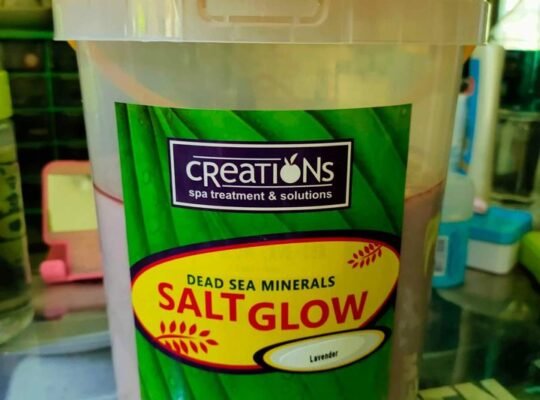 CREATIONS
spa treatment & solutions
DEAD SEA MINERALS
SALT GLOW
Lavender